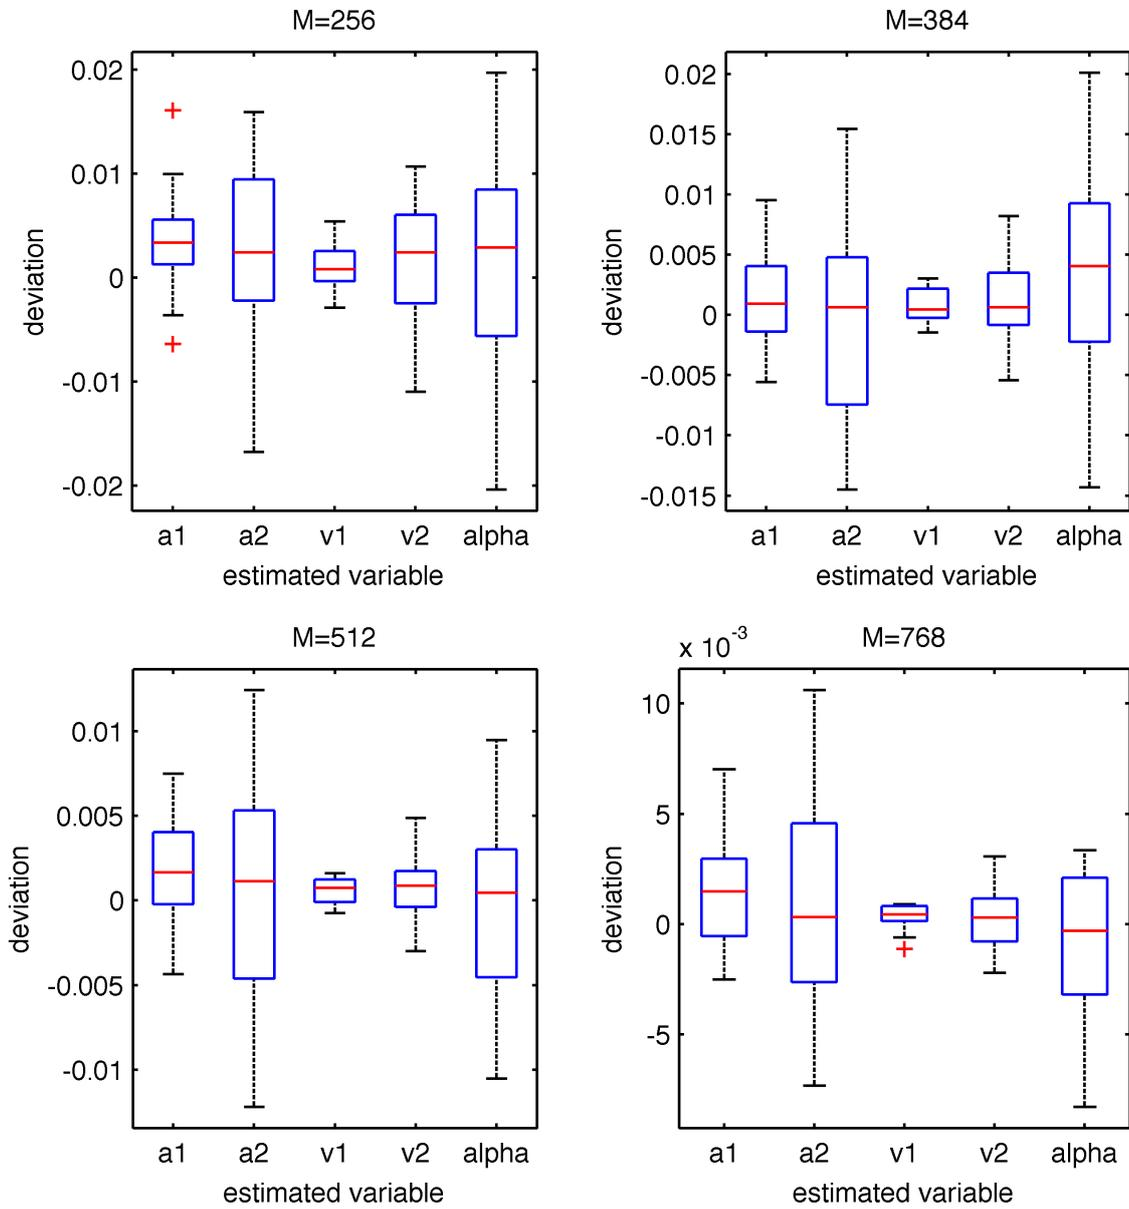 M=256
0.02
0.01
0
-0.01
-0.02
deviation
a1 a2 v1 v2 alpha
estimated variable
M=384
0.02
0.015
0.01
0.005
0
-0.005
-0.01
-0.015
deviation
a1 a2 v1 v2 alpha
estimated variable
M=512
0.01
0.005
0
-0.005
-0.01
deviation
a1 a2 v1 v2 alpha
estimated variable
x 10⁻³ M=768
10
5
0
-5
deviation
a1 a2 v1 v2 alpha
estimated variable